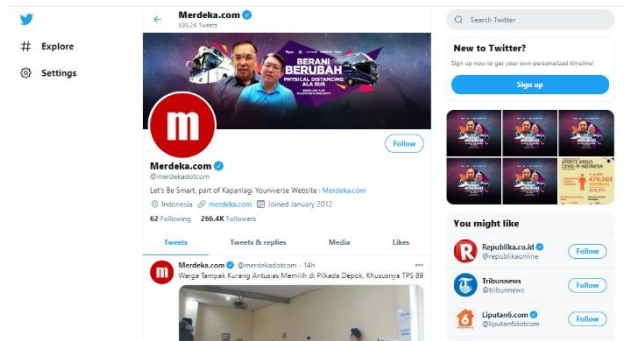 Explore
Settings
Merdeka.com
Tweets
BERANI
BERUBAH
PHYSICAL DISTANCING
ALA BUS
m
Follow
Merdeka.com
@merdekadotcom
Let's Be Smart, part of Kapanlagi Youniverse Website : Merdeka.com
Indonesia merdeka.com Joined January 2012
62 Following 266.4K Followers
Tweets Tweets & replies Media Likes
Merdeka.com @merdekadotcom · 14h
Warga Tampak Kurang Antusias Memilih di Pilkada Depok, Khususnya TPS 89
Search Twitter
New to Twitter?
Sign up now to get your own personalized timeline!
Sign up
You might like
Republika.co.id
@republikaonline
Follow
Tribunnews
@tribunnews
Follow
Liputan6.com
@liputan6dotcom
Follow